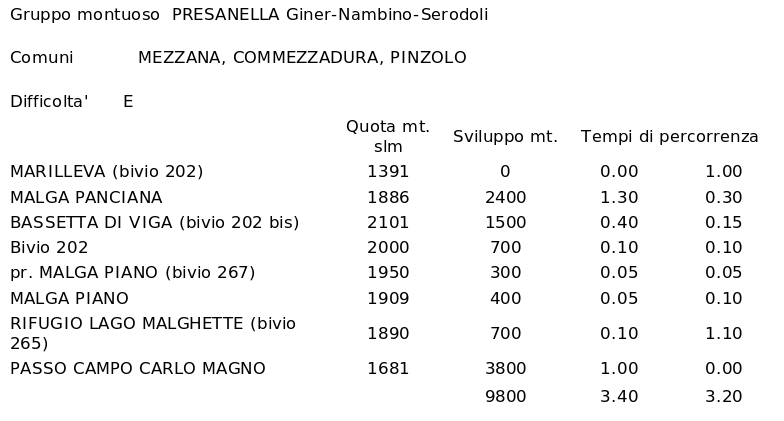 Gruppo montuoso PRESANELLA Giner-Nambino-Serodoli
Comuni MEZZANA, COMMEZZADURA, PINZOLO
Difficolta' E
Quota mt. slm Sviluppo mt. Tempi di percorrenza
MARILLEVA (bivio 202) 1391 0 0.00 1.00
MALGA PANCIANA 1886 2400 1.30 0.30
BASSETTA DI VIGA (bivio 202 bis) 2101 1500 0.40 0.15
Bivio 202 2000 700 0.10 0.10
pr. MALGA PIANO (bivio 267) 1950 300 0.05 0.05
MALGA PIANO 1909 400 0.05 0.10
RIFUGIO LAGO MALGHETTE (bivio 265) 1890 700 0.10 1.10
PASSO CAMPO CARLO MAGNO 1681 3800 1.00 0.00
9800 3.40 3.20